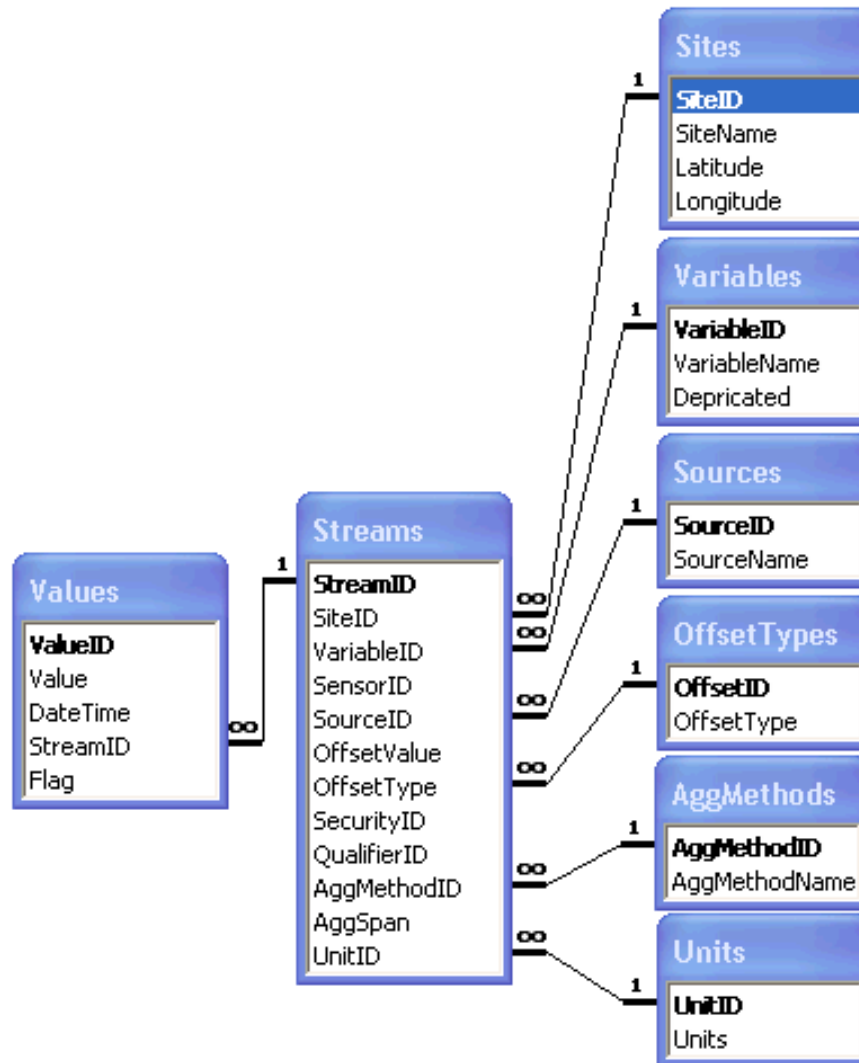 Values
ValueID
Value
DateTime
StreamID
Flag
1
∞
Streams
StreamID
SiteID
VariableID
SensorID
SourceID
OffsetValue
OffsetType
SecurityID
QualifierID
AggMethodID
AggSpan
UnitID
∞
∞
∞
∞
∞
∞
1
Sites
SiteID
SiteName
Latitude
Longitude
1
Variables
VariableID
VariableName
Depricated
1
Sources
SourceID
SourceName
1
OffsetTypes
OffsetID
OffsetType
1
AggMethods
AggMethodID
AggMethodName
1
Units
UnitID
Units